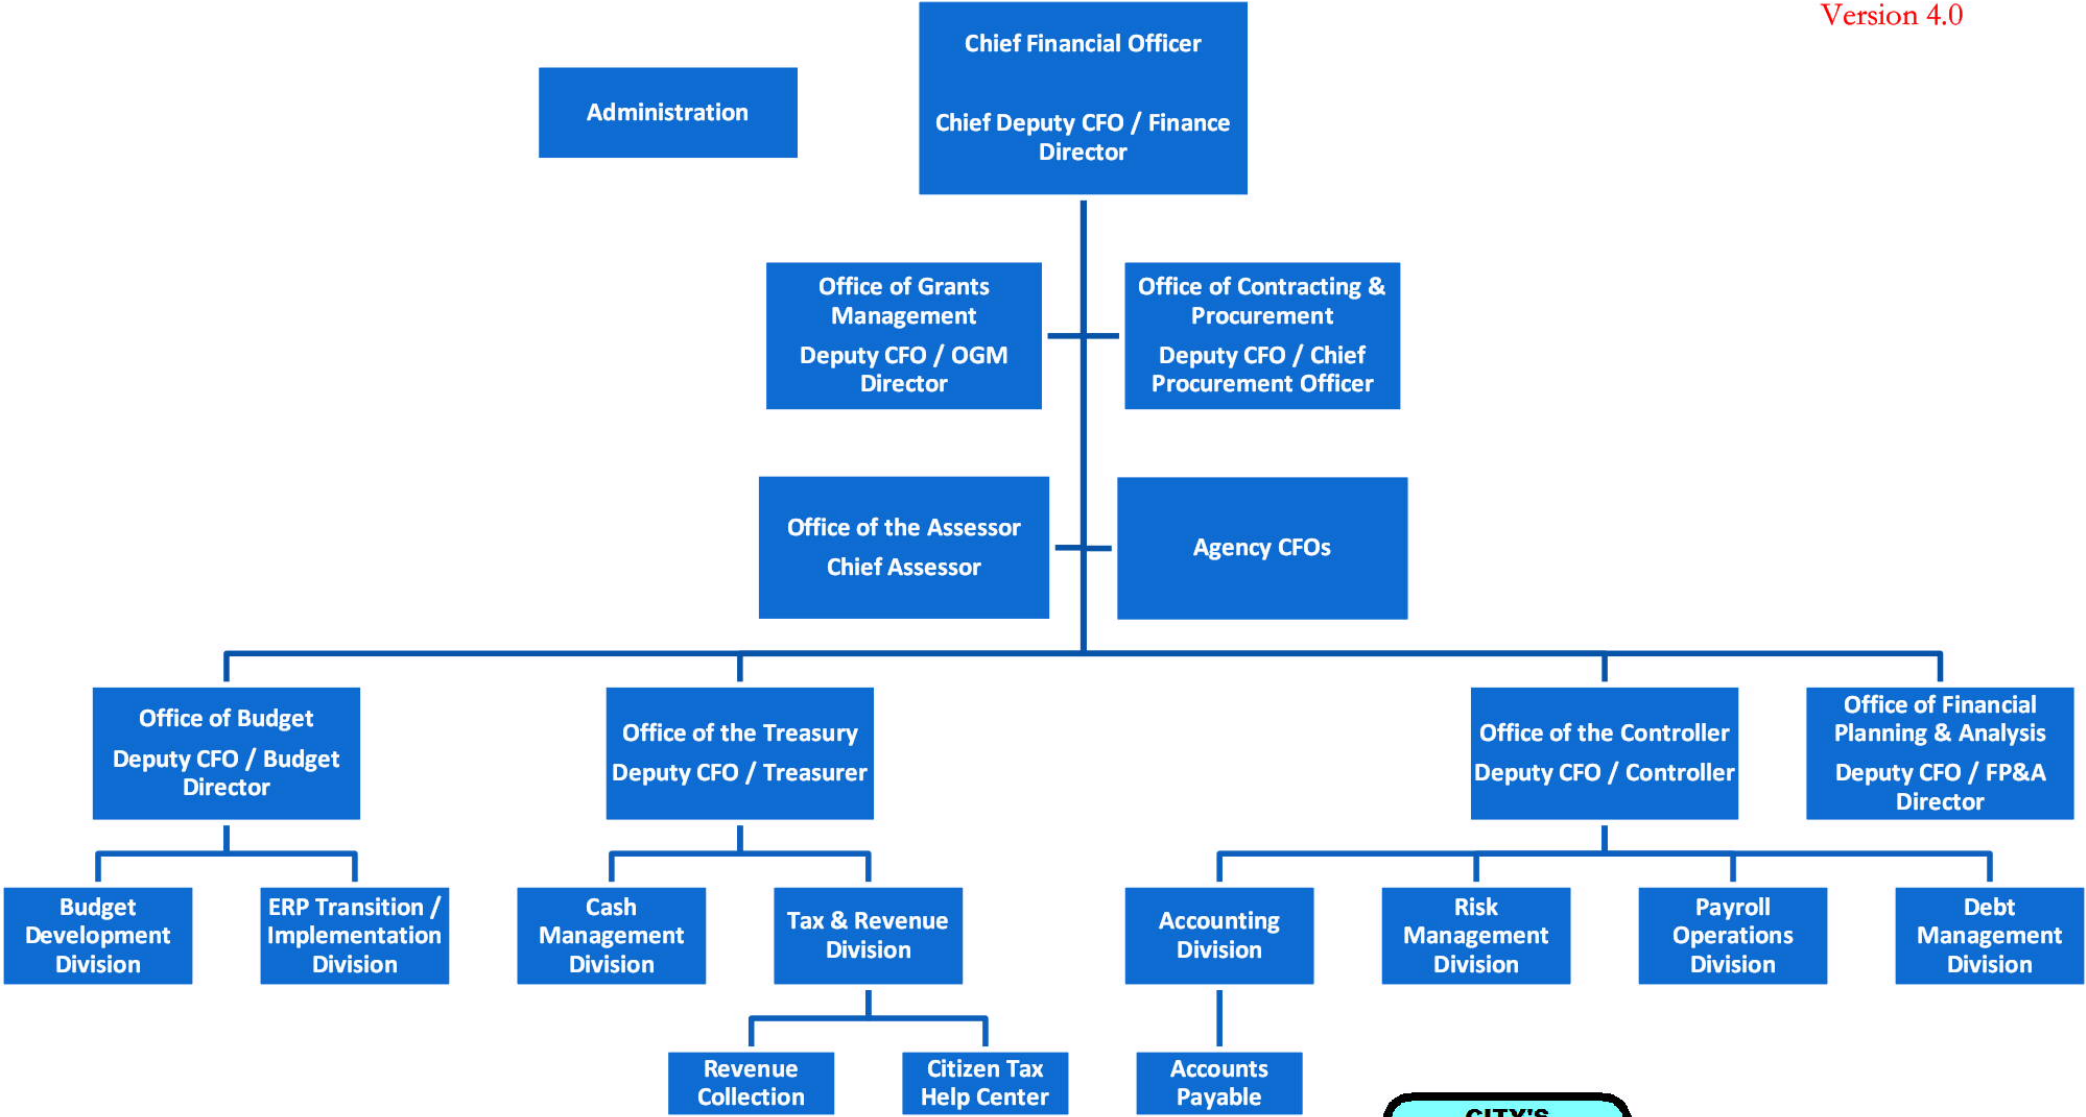 Version 4.0
Chief Financial Officer
Chief Deputy CFO / Finance
Director
Administration
Office of Grants
Management
Deputy CFO / OGM
Director
Office of Contracting &
Procurement
Deputy CFO / Chief
Procurement Officer
Office of the Assessor
Chief Assessor
Agency CFOs
Office of Budget
Deputy CFO / Budget
Director
Office of the Treasury
Deputy CFO / Treasurer
Office of the Controller
Deputy CFO / Controller
Office of Financial
Planning & Analysis
Deputy CFO / FP&A
Director
Budget
Development
Division
ERP Transition /
Implementation
Division
Cash
Management
Division
Tax & Revenue
Division
Accounting
Division
Risk
Management
Division
Payroll
Operations
Division
Debt
Management
Division
Revenue
Collection
Citizen Tax
Help Center
Accounts
Payable
CITY'S